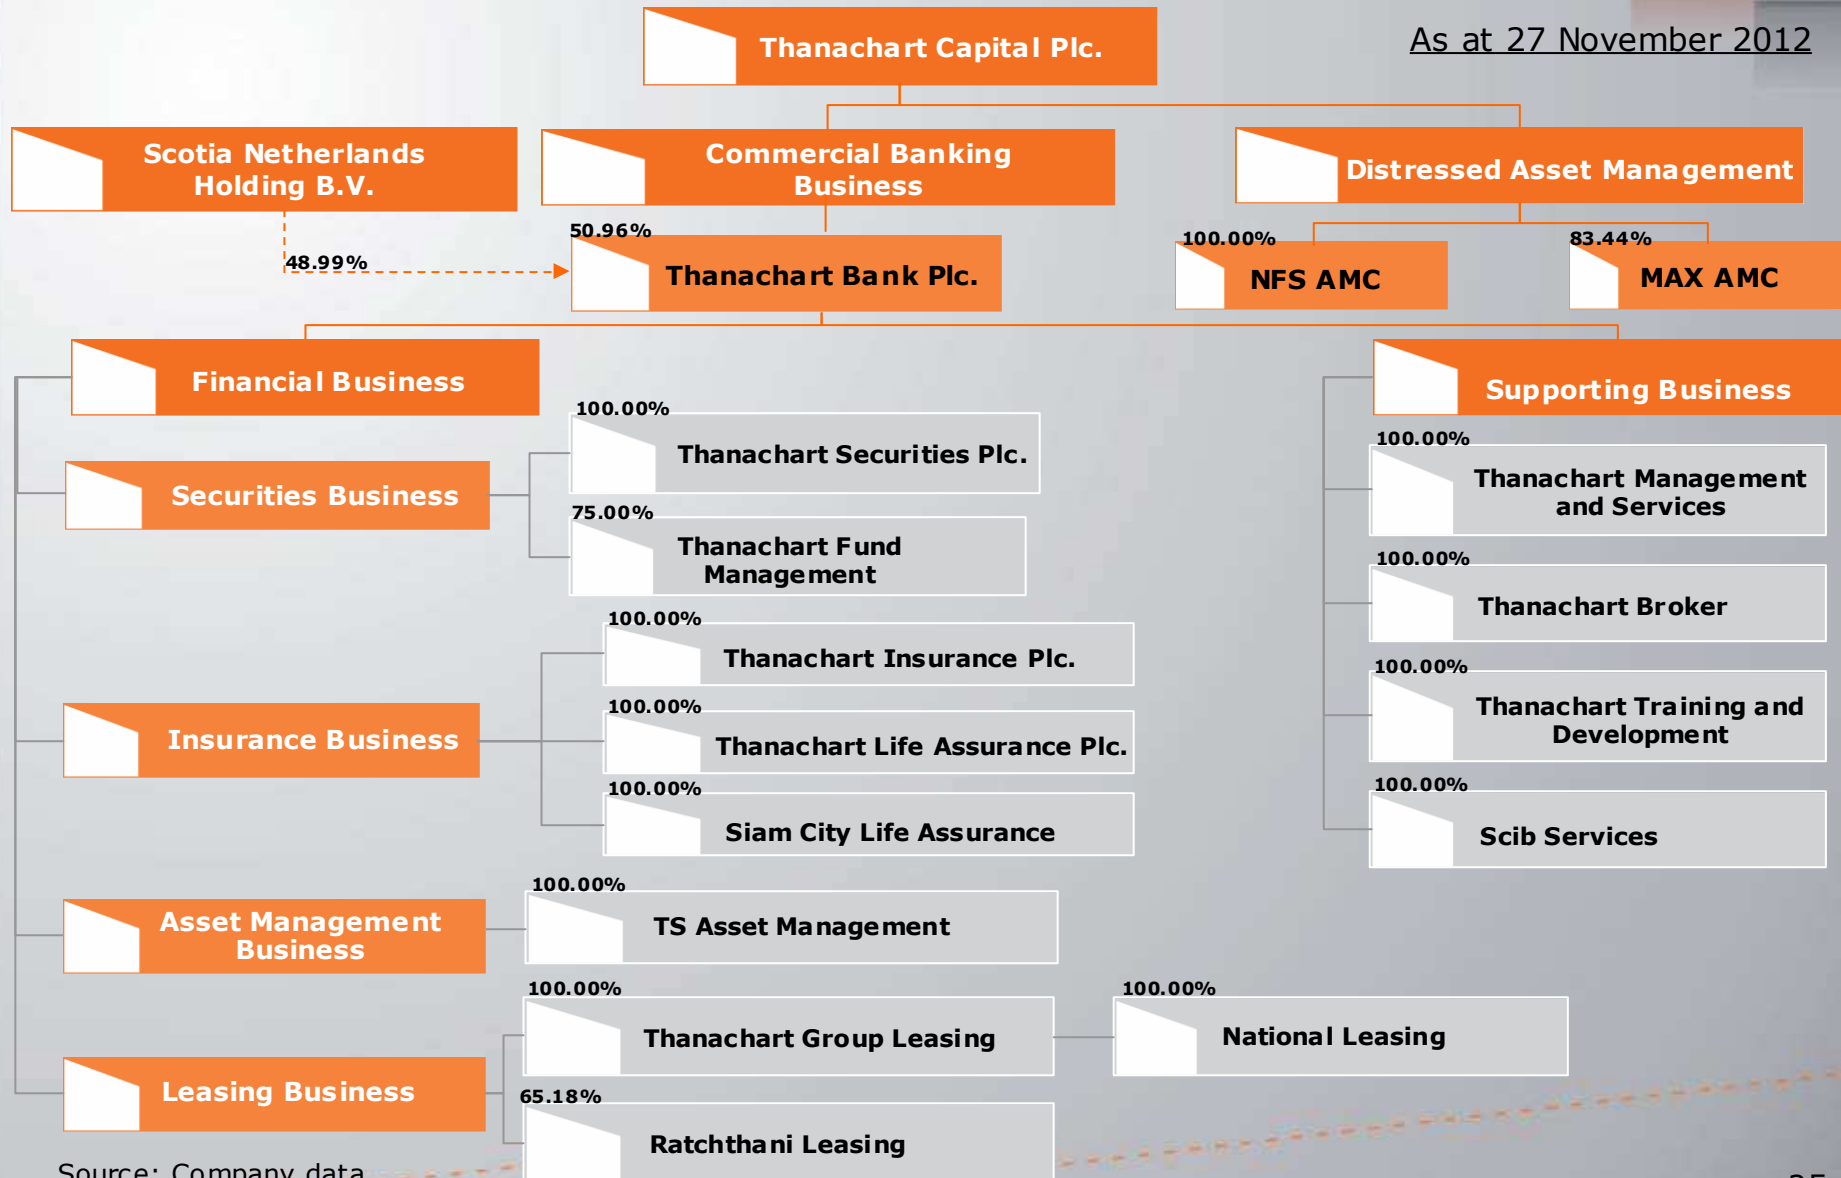 Thanachart Capital Plc.
As at 27 November 2012
Scotia Netherlands
Holding B.V.
Commercial Banking
Business
Distressed Asset Management
48.99%
50.96%
Thanachart Bank Plc.
100.00%
NFS AMC
83.44%
MAX AMC
Financial Business
Supporting Business
Securities Business
100.00%
Thanachart Securities Plc.
75.00%
Thanachart Fund
Management
Insurance Business
100.00%
Thanachart Insurance Plc.
100.00%
Thanachart Life Assurance Plc.
100.00%
Siam City Life Assurance
Asset Management
Business
100.00%
TS Asset Management
Leasing Business
100.00%
Thanachart Group Leasing
100.00%
National Leasing
65.18%
Ratchthani Leasing
100.00%
Thanachart Management
and Services
100.00%
Thanachart Broker
100.00%
Thanachart Training and
Development
100.00%
Scib Services
Source: Company data